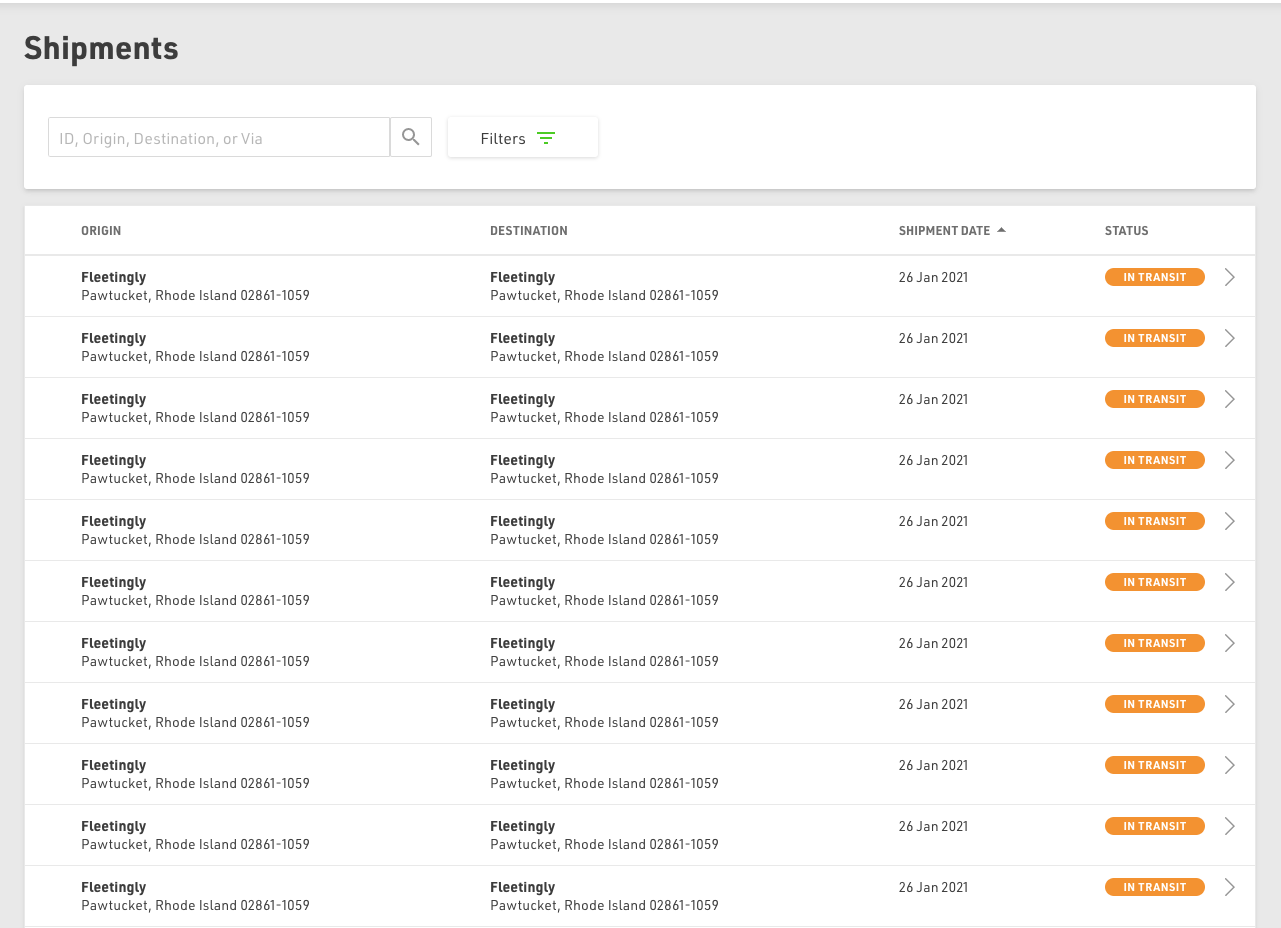 Shipments
ID, Origin, Destination, or Via
Filters
ORIGIN DESTINATION SHIPMENT DATE STATUS
Fleetingly Fleetingly 26 Jan 2021 IN TRANSIT
Pawtucket, Rhode Island 02861-1059 Pawtucket, Rhode Island 02861-1059
Fleetingly Fleetingly 26 Jan 2021 IN TRANSIT
Pawtucket, Rhode Island 02861-1059 Pawtucket, Rhode Island 02861-1059
Fleetingly Fleetingly 26 Jan 2021 IN TRANSIT
Pawtucket, Rhode Island 02861-1059 Pawtucket, Rhode Island 02861-1059
Fleetingly Fleetingly 26 Jan 2021 IN TRANSIT
Pawtucket, Rhode Island 02861-1059 Pawtucket, Rhode Island 02861-1059
Fleetingly Fleetingly 26 Jan 2021 IN TRANSIT
Pawtucket, Rhode Island 02861-1059 Pawtucket, Rhode Island 02861-1059
Fleetingly Fleetingly 26 Jan 2021 IN TRANSIT
Pawtucket, Rhode Island 02861-1059 Pawtucket, Rhode Island 02861-1059
Fleetingly Fleetingly 26 Jan 2021 IN TRANSIT
Pawtucket, Rhode Island 02861-1059 Pawtucket, Rhode Island 02861-1059
Fleetingly Fleetingly 26 Jan 2021 IN TRANSIT
Pawtucket, Rhode Island 02861-1059 Pawtucket, Rhode Island 02861-1059
Fleetingly Fleetingly 26 Jan 2021 IN TRANSIT
Pawtucket, Rhode Island 02861-1059 Pawtucket, Rhode Island 02861-1059
Fleetingly Fleetingly 26 Jan 2021 IN TRANSIT
Pawtucket, Rhode Island 02861-1059 Pawtucket, Rhode Island 02861-1059
Fleetingly Fleetingly 26 Jan 2021 IN TRANSIT
Pawtucket, Rhode Island 02861-1059 Pawtucket, Rhode Island 02861-1059